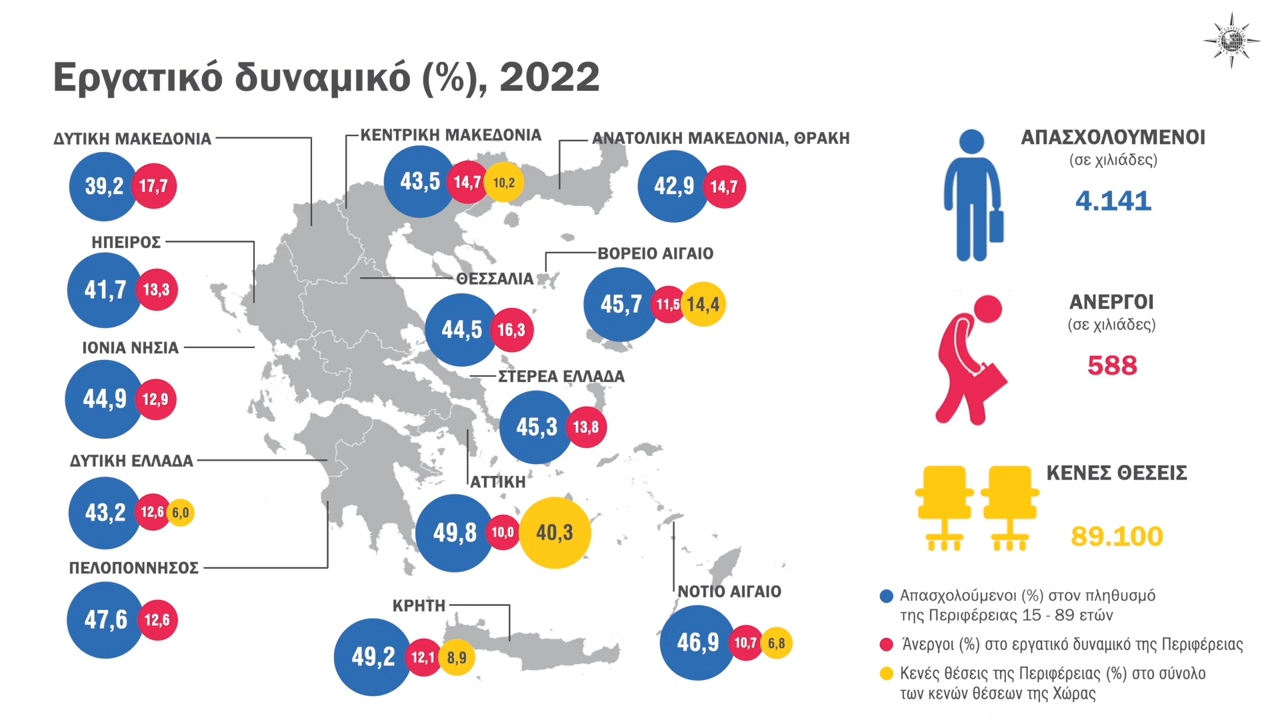 Εργατικό δυναμικό (%), 2022
ΔΥΤΙΚΗ ΜΑΚΕΔΟΝΙΑ
39,2 17,7
ΚΕΝΤΡΙΚΗ ΜΑΚΕΔΟΝΙΑ
43,5 14,7 10,2
ΑΝΑΤΟΛΙΚΗ ΜΑΚΕΔΟΝΙΑ, ΘΡΑΚΗ
42,9 14,7
ΗΠΕΙΡΟΣ
41,7 13,3
ΘΕΣΣΑΛΙΑ
44,5 16,3
ΒΟΡΕΙΟ ΑΙΓΑΙΟ
45,7 11,5 14,4
ΙΟΝΙΑ ΝΗΣΙΑ
44,9 12,9
ΣΤΕΡΕΑ ΕΛΛΑΔΑ
45,3 13,8
ΔΥΤΙΚΗ ΕΛΛΑΔΑ
43,2 12,6 6,0
ΑΤΤΙΚΗ
49,8 10,0 40,3
ΠΕΛΟΠΟΝΝΗΣΟΣ
47,6 12,6
ΚΡΗΤΗ
49,2 12,1 8,9
ΝΟΤΙΟ ΑΙΓΑΙΟ
46,9 10,7 6,8
ΑΠΑΣΧΟΛΟΥΜΕΝΟΙ
(σε χιλιάδες)
4.141
ΑΝΕΡΓΟΙ
(σε χιλιάδες)
588
ΚΕΝΕΣ ΘΕΣΕΙΣ
89.100
Απασχολούμενοι (%) στον πληθυσμό
της Περιφέρειας 15 - 89 ετών
Άνεργοι (%) στο εργατικό δυναμικό της Περιφέρειας
Κενές θέσεις της Περιφέρειας (%) στο σύνολο
των κενών θέσεων της Χώρας